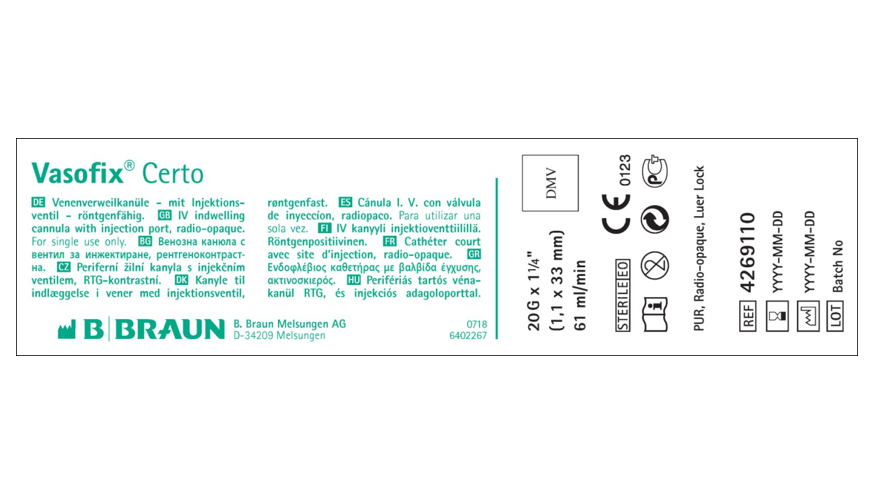 Vasofix® Certo
DE Venenverweilkanüle – mit Injektions-
ventil – röntgenfähig. GB IV indwelling
cannula with injection port, radio-opaque.
For single use only. BG Венозна канюла с
вентил за инжектиране, рентгеноконтраст-
на. CZ Periferní žilní kanyla s injekčním
ventilem, RTG-kontrastní. DK Kanyle til
indlæggelse i vener med injektionsventil,
røntgenfast. ES Cánula I. V. con válvula
de inyeccíon, radiopaco. Para utilizar una
sola vez. FI IV kanyyli injektioventtiilillä.
Röntgenpositiivinen. FR Cathéter court
avec site d'injection, radio-opaque. GR
Ενδοφλέβιος καθετήρας με βαλβίδα έγχυσης,
ακτινοσκιερός. HU Perifériás tartós véna-
kanül RTG, és injekciós adagoloporttal.
B BRAUN
B. Braun Melsungen AG
D-34209 Melsungen
0718
6402267
DMV
20G x 1¼"
(1,1 x 33 mm)
61 ml/min
STERILE EO
CE 0123
PCT
PUR, Radio-opaque, Luer Lock
REF 4269110
YYYY-MM-DD
YYYY-MM-DD
LOT Batch No